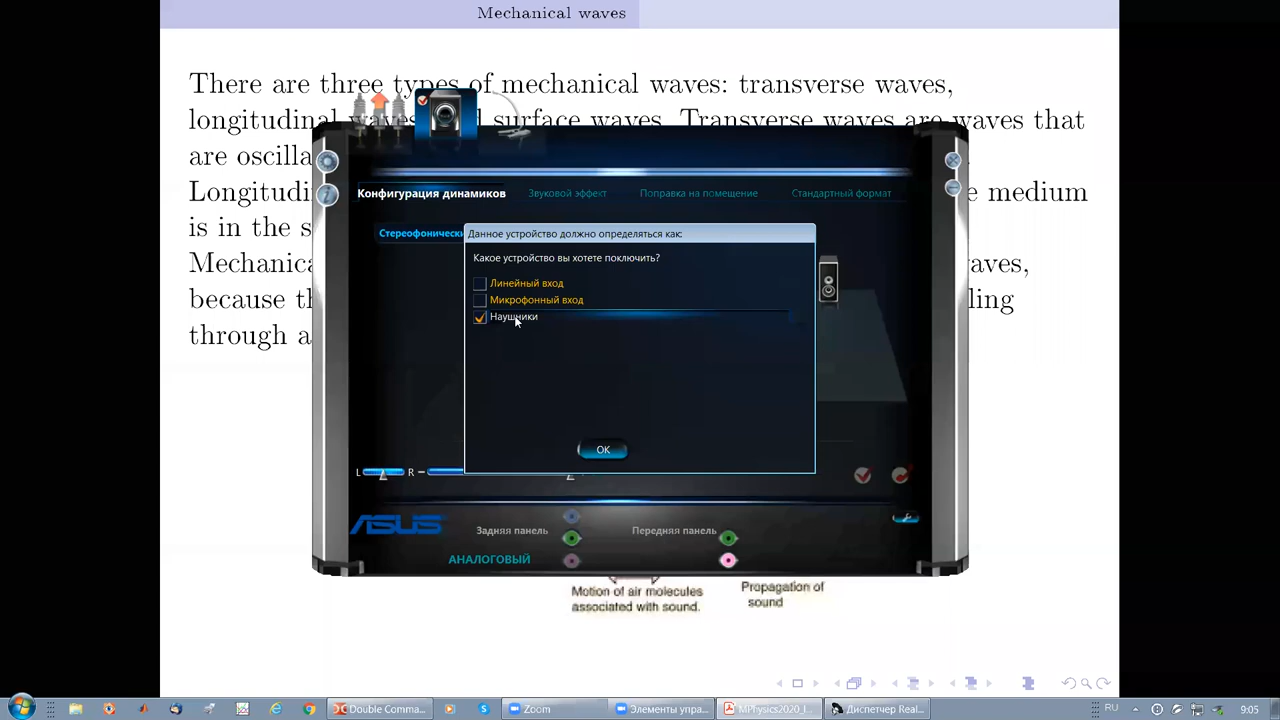 Mechanical waves
There are three types of mechanical waves: transverse waves,
longitudinal waves surface waves. Transverse waves are waves that
are oscilla
Longitudi e medium
is in the s
Mechanica aves,
because th ling
through a
Конфигурация динамиков Звуковой эффект Поправка на помещение Стандартный формат
Стереофонически
Данное устройство должно определяться как:
Какое устройство вы хотете поключить?
Линейный вход
Микрофонный вход
Наушники
OK
L R
ASUS
Задняя панель Передняя панель
АНАЛОГОВЫЙ
Motion of air molecules
associated with sound.
Propagation of
sound
Double Comma... Zoom Элементы упра... MPhysics2020_l... Диспетчер Real... RU 9:05